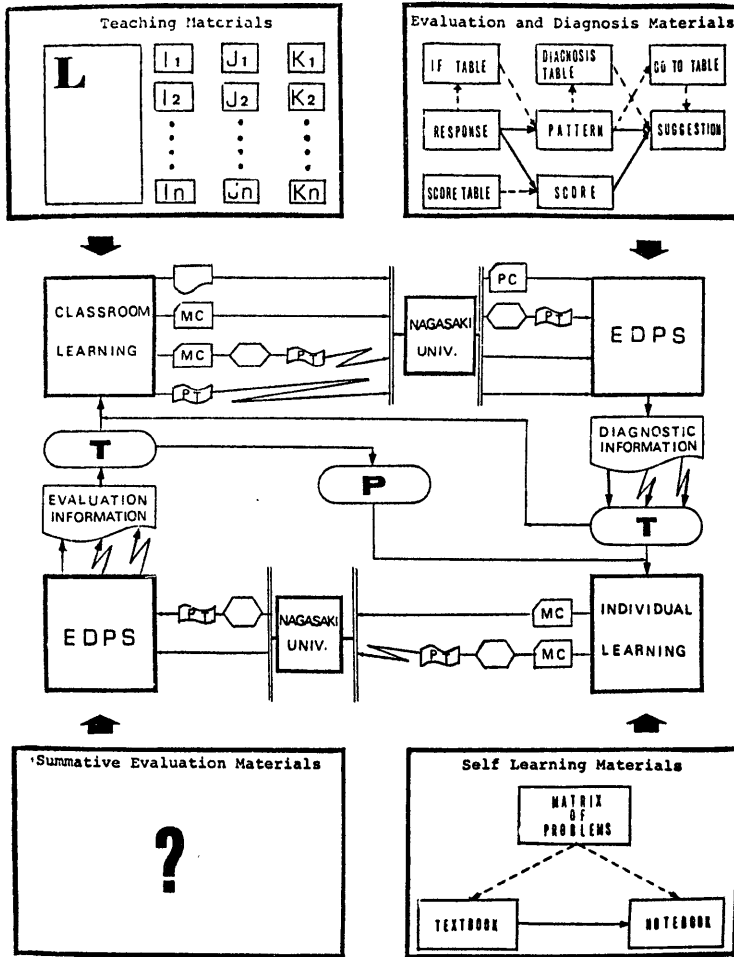 Teaching Materials
L
I1 J1 K1
I2 J2 K2
In Jn Kn
Evaluation and Diagnosis Materials
IF TABLE
DIAGNOSIS
TABLE
GO TO TABLE
RESPONSE
PATTERN
SUGGESTION
SCORE TABLE
SCORE
CLASSROOM
LEARNING
MC
MC
PT
PT
NAGASAKI
UNIV.
PC
PT
EDPS
T
P
DIAGNOSTIC
INFORMATION
T
EVALUATION
INFORMATION
EDPS
PT
NAGASAKI
UNIV.
MC
PT
MC
INDIVIDUAL
LEARNING
Summative Evaluation Materials
?
Self Learning Materials
MATRIX
OF
PROBLEMS
TEXTBOOK
NOTEBOOK